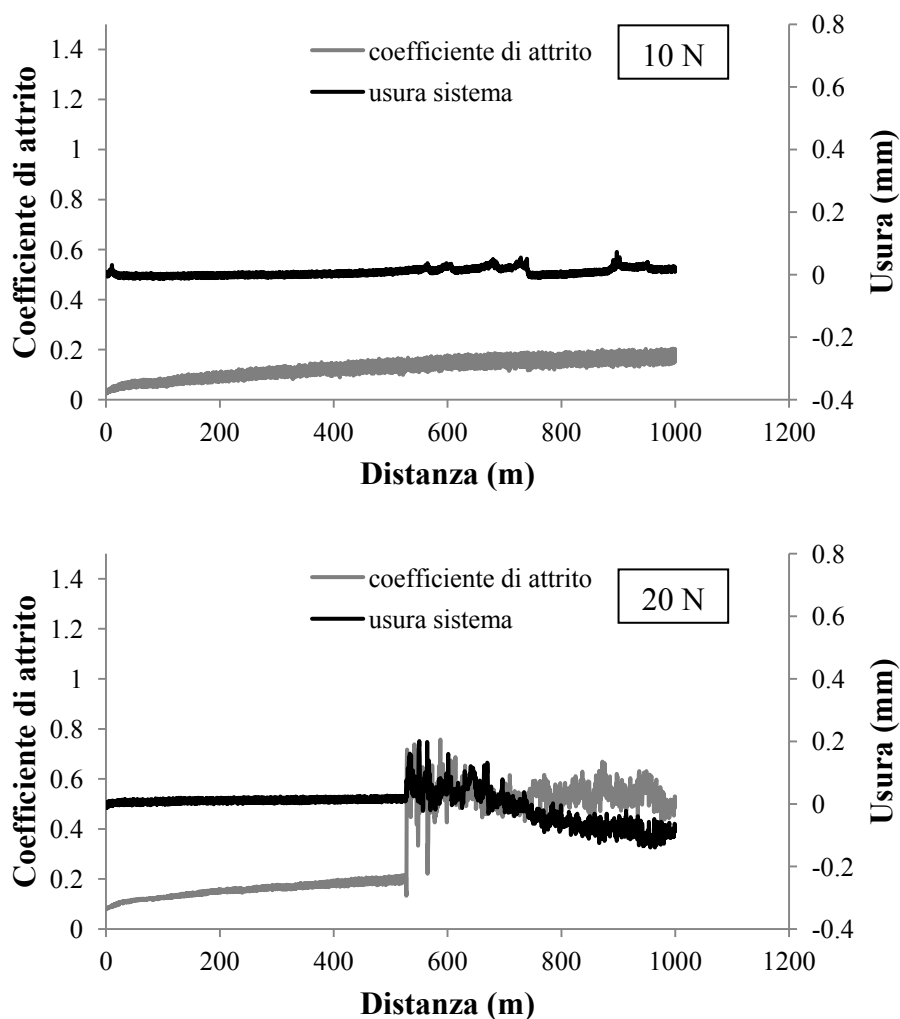 coefficiente di attrito
usura sistema
10 N
Coefficiente di attrito
1.4
1.2
1
0.8
0.6
0.4
0.2
0
0.8
0.6
0.4
0.2
0
-0.2
-0.4
Usura (mm)
0 200 400 600 800 1000 1200
Distanza (m)
coefficiente di attrito
usura sistema
20 N
Coefficiente di attrito
1.4
1.2
1
0.8
0.6
0.4
0.2
0
0.8
0.6
0.4
0.2
0
-0.2
-0.4
Usura (mm)
0 200 400 600 800 1000 1200
Distanza (m)